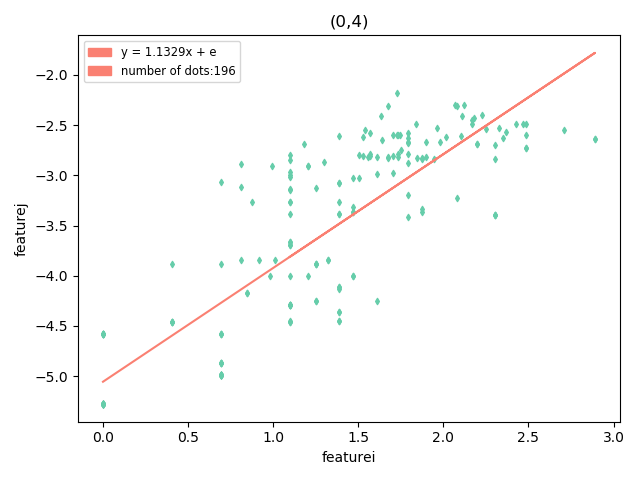 (0,4)
y = 1.1329x + e
number of dots:196
−2.0
−2.5
−3.0
−3.5
−4.0
−4.5
−5.0
featurej
0.0 0.5 1.0 1.5 2.0 2.5 3.0
featurei